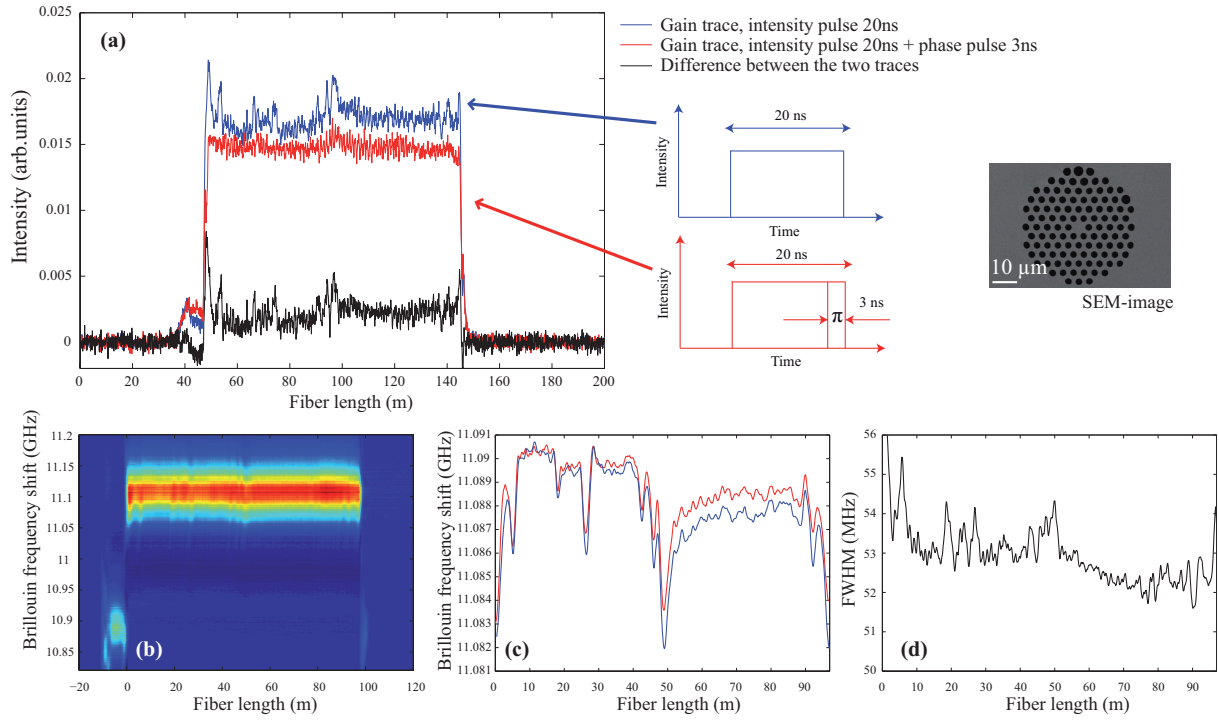 (a)
Intensity (arb.units)
0.025
0.02
0.015
0.01
0.005
0
0 20 40 60 80 100 120 140 160 180 200
Fiber length (m)
Gain trace, intensity pulse 20ns
Gain trace, intensity pulse 20ns + phase pulse 3ns
Difference between the two traces
20 ns
Intensity
Time
20 ns
Intensity
3 ns
π
Time
10 µm
SEM-image
Brillouin frequency shift (GHz)
11.2
11.15
11.1
11.05
11
10.95
10.9
10.85
(b)
−20 0 20 40 60 80 100 120
Fiber length (m)
Brillouin frequency shift (GHz)
11.091
11.090
11.089
11.088
11.087
11.086
11.085
11.084
11.083
11.082
11.081
(c)
0 10 20 30 40 50 60 70 80 90
Fiber length (m)
FWHM (MHz)
56
55
54
53
52
51
50
(d)
0 10 20 30 40 50 60 70 80 90
Fiber length (m)